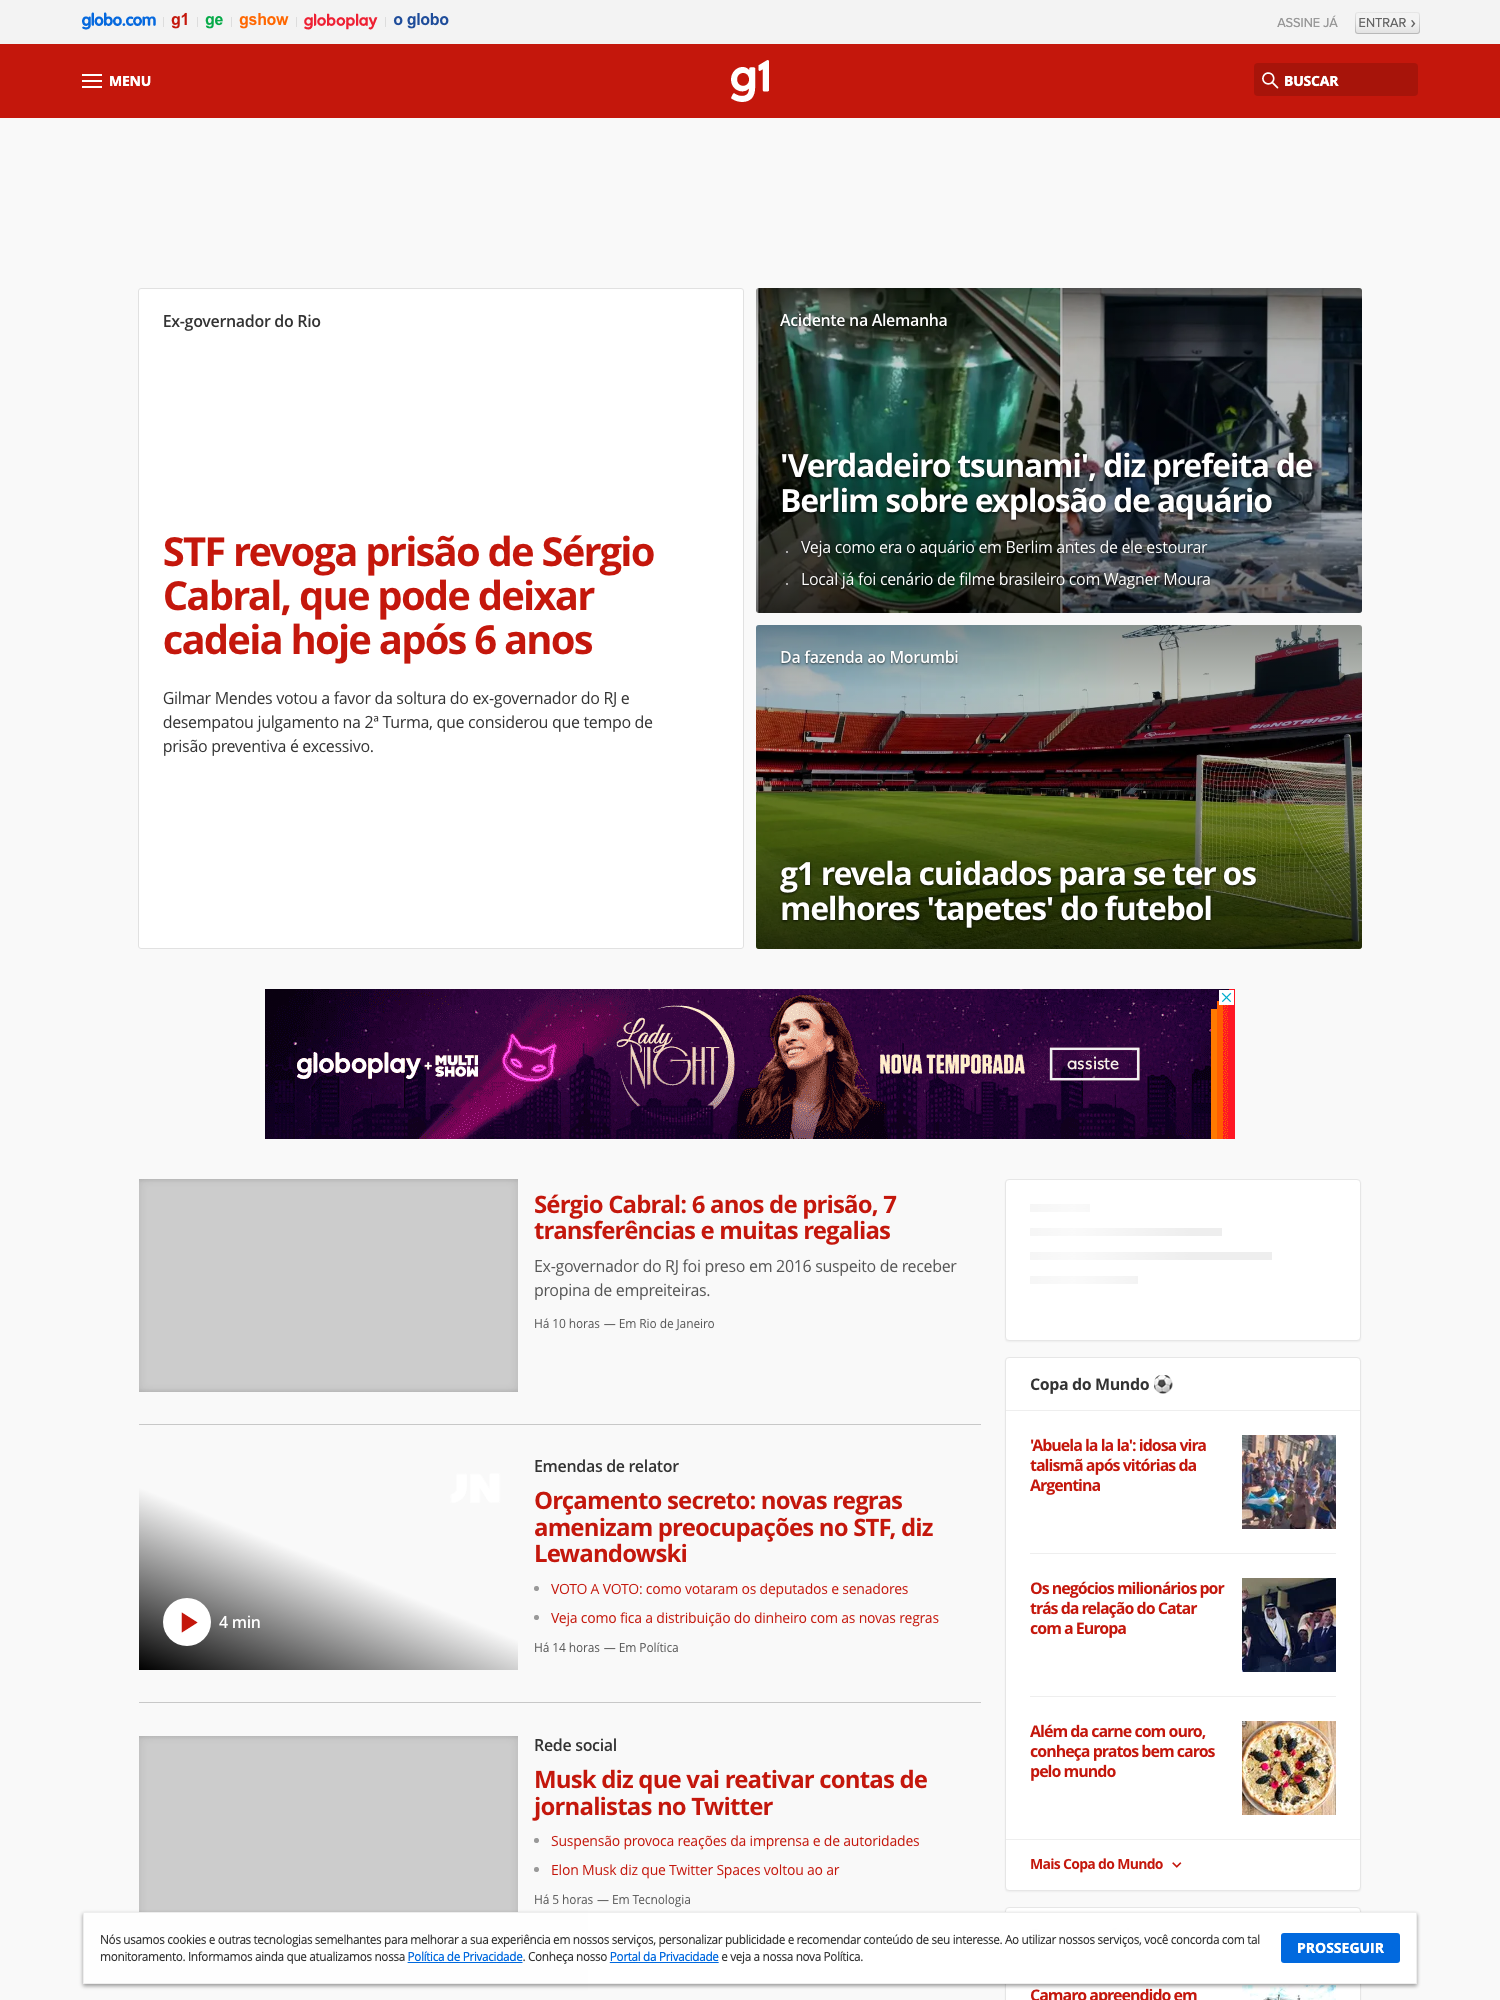 globo.com g1 ge gshow globoplay o globo
ASSINE JÁ ENTRAR ›
MENU
g1
BUSCAR
Ex-governador do Rio
STF revoga prisão de Sérgio
Cabral, que pode deixar
cadeia hoje após 6 anos
Gilmar Mendes votou a favor da soltura do ex-governador do RJ e
desempatou julgamento na 2ª Turma, que considerou que tempo de
prisão preventiva é excessivo.
Acidente na Alemanha
'Verdadeiro tsunami', diz prefeita de
Berlim sobre explosão de aquário
. Veja como era o aquário em Berlim antes de ele estourar
. Local já foi cenário de filme brasileiro com Wagner Moura
Da fazenda ao Morumbi
g1 revela cuidados para se ter os
melhores 'tapetes' do futebol
globoplay + MULTI
SHOW
Lady
NIGHT
NOVA TEMPORADA
assiste
Sérgio Cabral: 6 anos de prisão, 7
transferências e muitas regalias
Ex-governador do RJ foi preso em 2016 suspeito de receber
propina de empreiteiras.
Há 10 horas — Em Rio de Janeiro
JN
4 min
Emendas de relator
Orçamento secreto: novas regras
amenizam preocupações no STF, diz
Lewandowski
• VOTO A VOTO: como votaram os deputados e senadores
• Veja como fica a distribuição do dinheiro com as novas regras
Há 14 horas — Em Política
Rede social
Musk diz que vai reativar contas de
jornalistas no Twitter
• Suspensão provoca reações da imprensa e de autoridades
• Elon Musk diz que Twitter Spaces voltou ao ar
Há 5 horas — Em Tecnologia
Copa do Mundo ⚽
'Abuela la la la': idosa vira
talismã após vitórias da
Argentina
Os negócios milionários por
trás da relação do Catar
com a Europa
Além da carne com ouro,
conheça pratos bem caros
pelo mundo
Mais Copa do Mundo
Nós usamos cookies e outras tecnologias semelhantes para melhorar a sua experiência em nossos serviços, personalizar publicidade e recomendar conteúdo de seu interesse. Ao utilizar nossos serviços, você concorda com tal
monitoramento. Informamos ainda que atualizamos nossa Política de Privacidade. Conheça nosso Portal da Privacidade e veja a nossa nova Política.
PROSSEGUIR
Camaro apreendido em